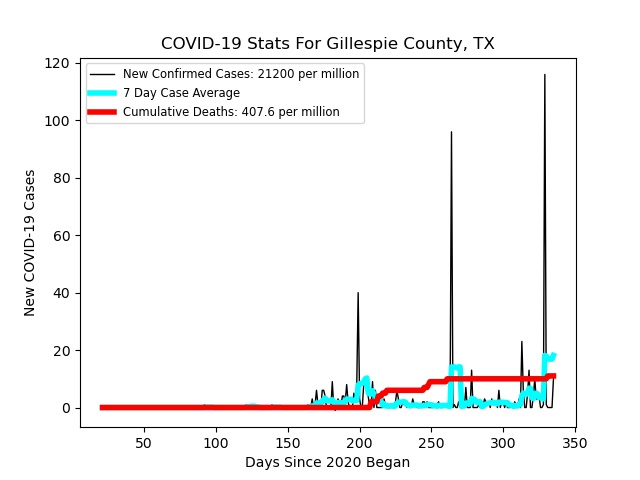 COVID-19 Stats For Gillespie County, TX
New Confirmed Cases: 21200 per million
7 Day Case Average
Cumulative Deaths: 407.6 per million
New COVID-19 Cases
120
100
80
60
40
20
0
50 100 150 200 250 300 350
Days Since 2020 Began